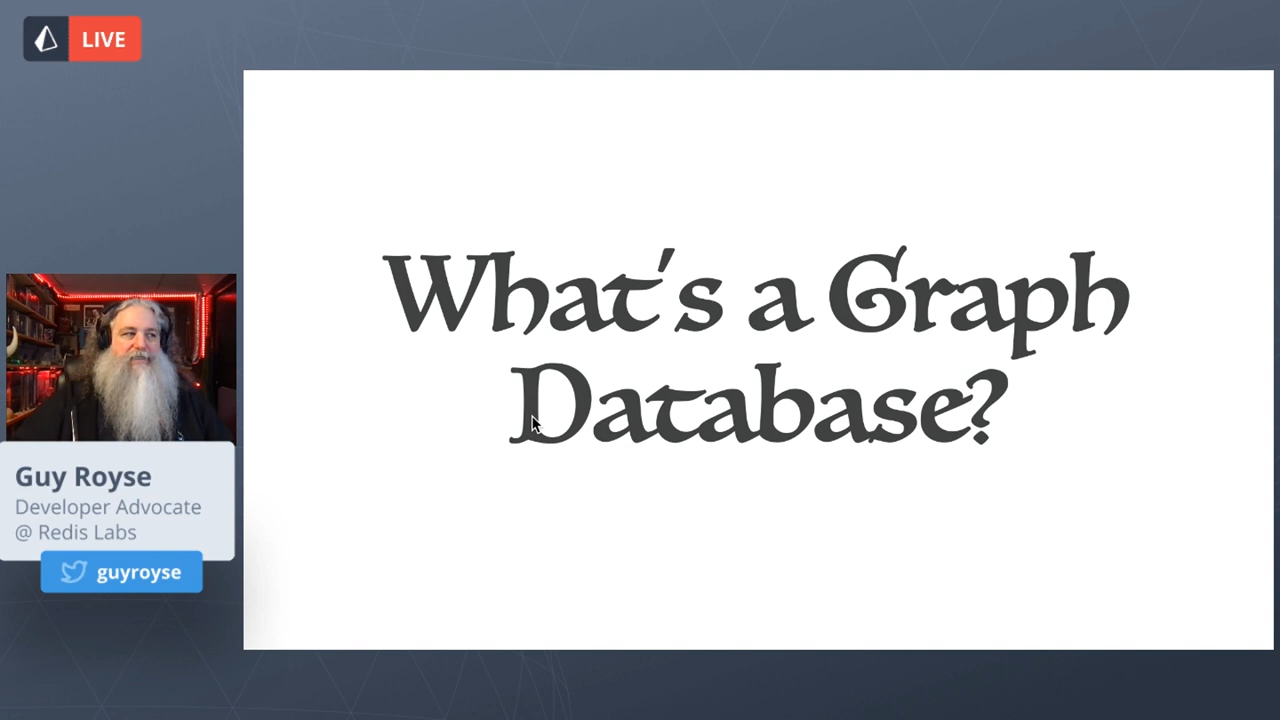 LIVE
What's a Graph
Database?
Guy Royse
Developer Advocate
@ Redis Labs
guyroyse